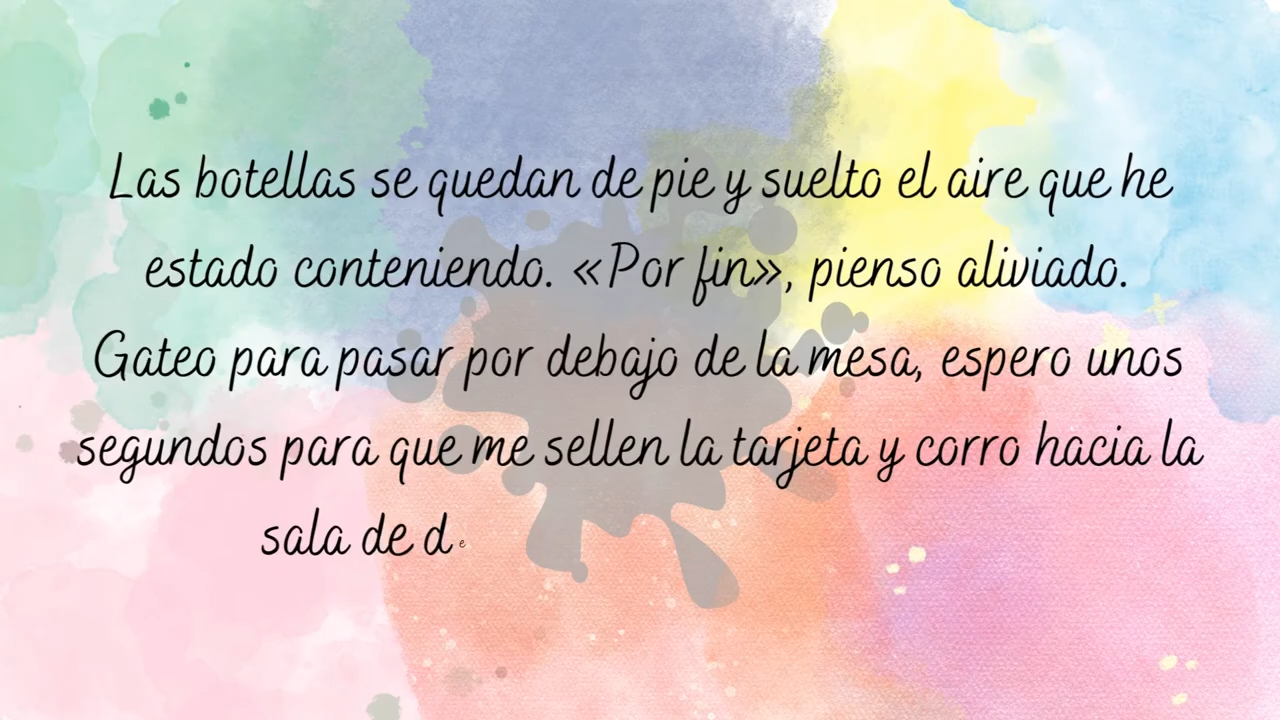 Las botellas se quedan de pie y suelto el aire que he
estado conteniendo. «Por fin», pienso aliviado.
Gateo para pasar por debajo de la mesa, espero unos
segundos para que me sellen la tarjeta y corro hacia la
sala de de